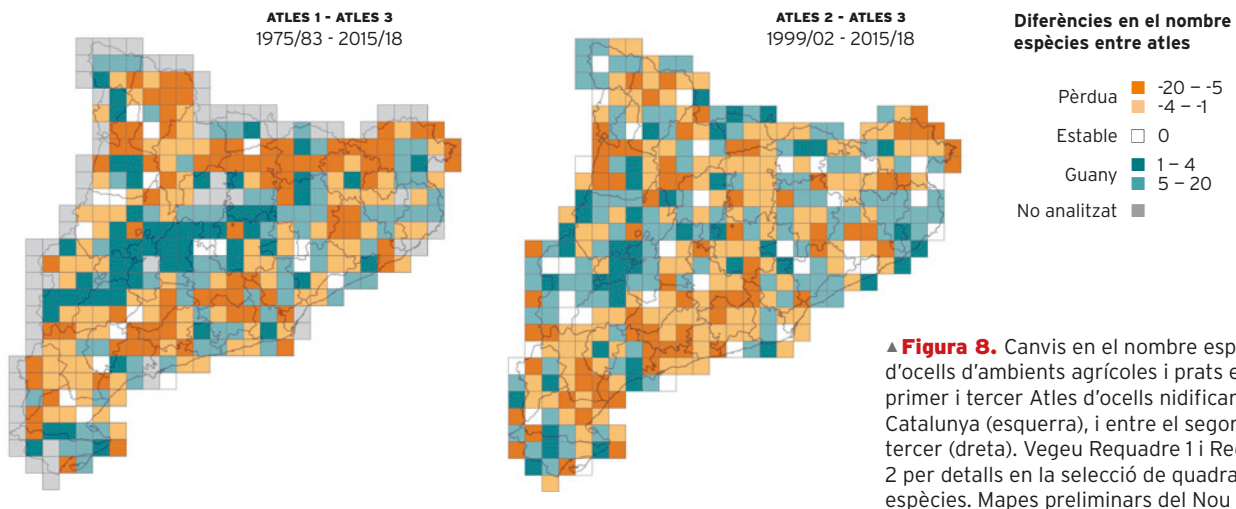 ATLES 1 - ATLES 3
1975/83 - 2015/18
ATLES 2 - ATLES 3
1999/02 - 2015/18
Diferències en el nombre
espècies entre atles
Pèrdua
-20 – -5
-4 – -1
Estable
0
Guany
1 – 4
5 – 20
No analitzat
▲Figura 8. Canvis en el nombre esp
d'ocells d'ambients agrícoles i prats e
primer i tercer Atles d'ocells nidificar
Catalunya (esquerra), i entre el segor
tercer (dreta). Vegeu Requadre 1 i Re
2 per detalls en la selecció de quadra
espècies. Mapes preliminars del Nou